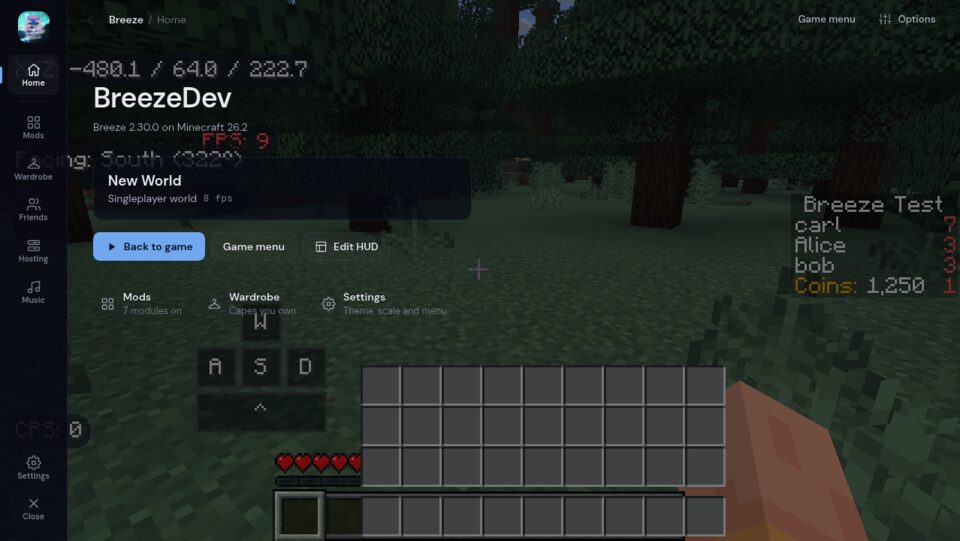 Breeze / Home
Game menu
Options
XYZ: -480.1 / 64.0 / 222.7
Home
BreezeDev
Breeze 2.30.0 on Minecraft 26.2
Mods
FPS: 9
Facing: South (322°)
Wardrobe
New World
Singleplayer world 8 fps
Friends
Breeze Test
carl 7
Alice 3
bob 3
Coins: 1,250 1
Hosting
Back to game
Game menu
Edit HUD
Music
Mods
7 modules on
Wardrobe
Capes you own
Settings
Theme, scale and menu
W
A S D
^
CPS: 0
Settings
Close